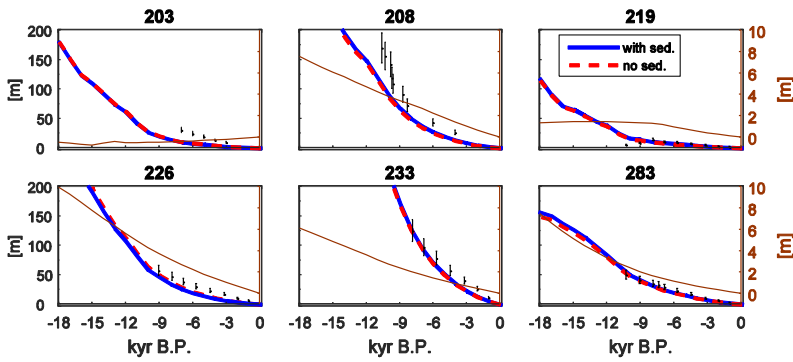 203 208 219
200 150 100 50 0 [m]
with sed.
no sed.
10 8 6 4 2 0 [m]
226 233 283
200 150 100 50 0 [m]
10 8 6 4 2 0 [m]
-18 -15 -12 -9 -6 -3 0 -18 -15 -12 -9 -6 -3 0 -18 -15 -12 -9 -6 -3 0
kyr B.P. kyr B.P. kyr B.P.